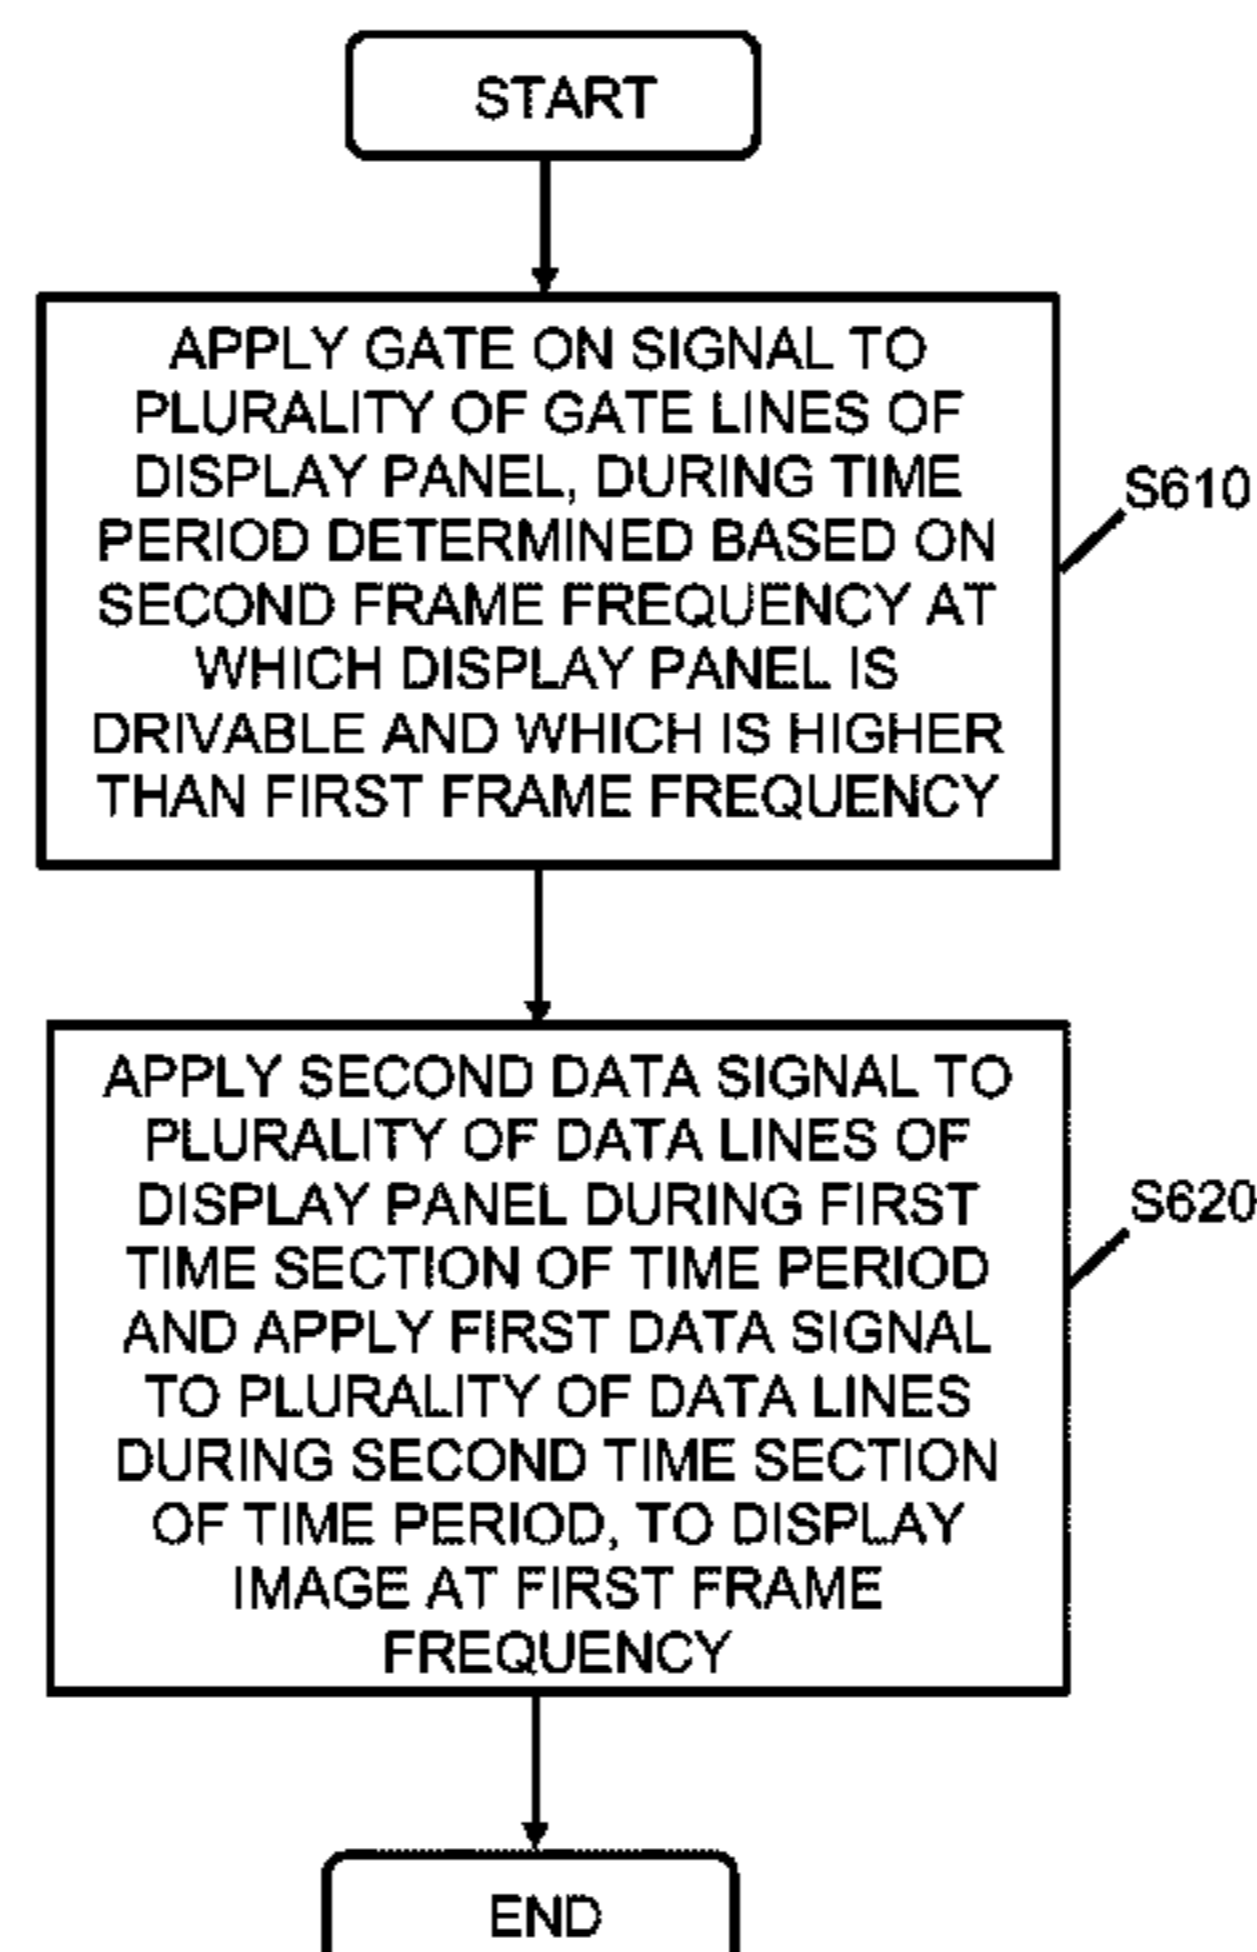 START
APPLY GATE ON SIGNAL TO
PLURALITY OF GATE LINES OF
DISPLAY PANEL, DURING TIME
PERIOD DETERMINED BASED ON
SECOND FRAME FREQUENCY AT
WHICH DISPLAY PANEL IS
DRIVABLE AND WHICH IS HIGHER
THAN FIRST FRAME FREQUENCY
S610
APPLY SECOND DATA SIGNAL TO
PLURALITY OF DATA LINES OF
DISPLAY PANEL DURING FIRST
TIME SECTION OF TIME PERIOD
AND APPLY FIRST DATA SIGNAL
TO PLURALITY OF DATA LINES
DURING SECOND TIME SECTION
OF TIME PERIOD, TO DISPLAY
IMAGE AT FIRST FRAME
FREQUENCY
S620
END